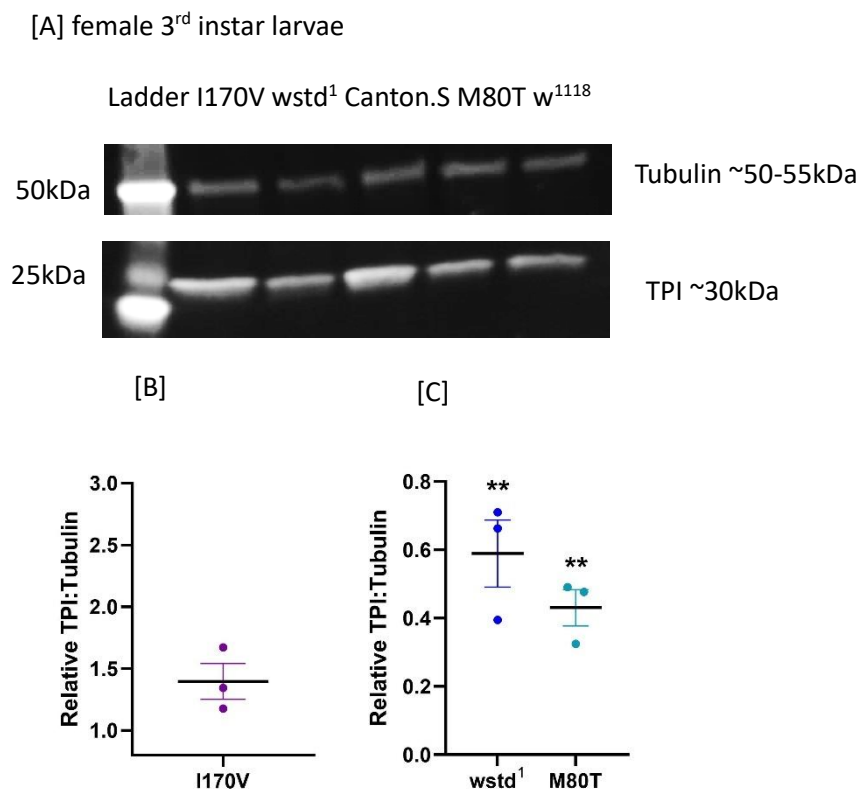 [A] female 3rd instar larvae
Ladder I170V wstd1 Canton.S M80T w1118
50kDa
Tubulin ~50-55kDa
25kDa
TPI ~30kDa
[B]
[C]
Relative TPI:Tubulin
3.0
2.5
2.0
1.5
1.0
I170V
Relative TPI:Tubulin
0.8
0.6
0.4
0.2
0.0
**
**
wstd1 M80T